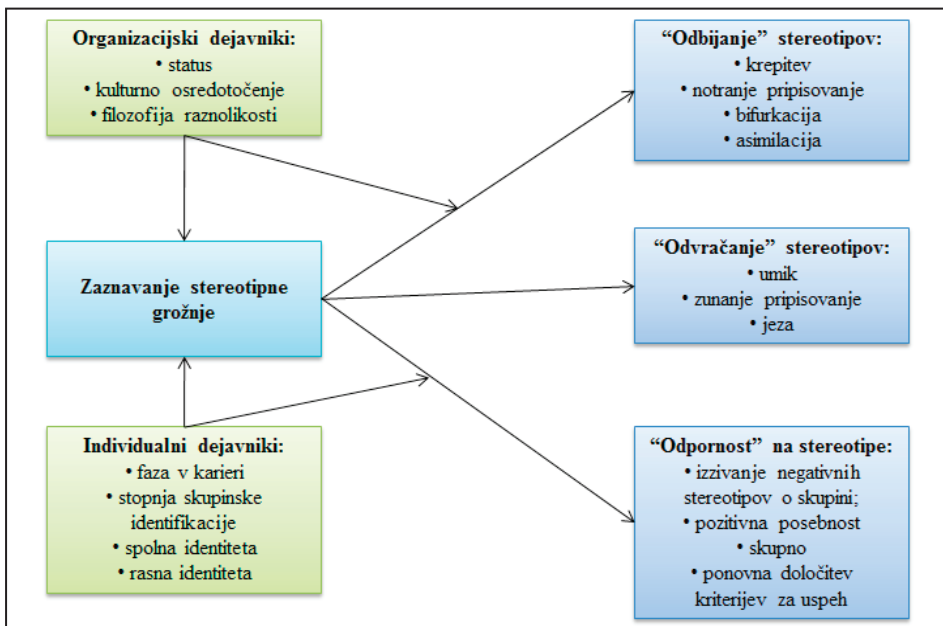 Organizacijski dejavniki:
• status
• kulturno osredotočenje
• filozofija raznolikosti
Zaznavanje stereotipne
grožnje
Individualni dejavniki:
• faza v karieri
• stopnja skupinske
identifikacije
• spolna identiteta
• rasna identiteta
“Odbijanje” stereotipov:
• krepitev
• notranje pripisovanje
• bifurkacija
• asimilacija
“Odvračanje” stereotipov:
• umik
• zunanje pripisovanje
• jeza
“Odpornost” na stereotipe:
• izzivanje negativnih
stereotipov o skupini;
• pozitivna posebnost
• skupno
• ponovna določitev
kriterijev za uspeh